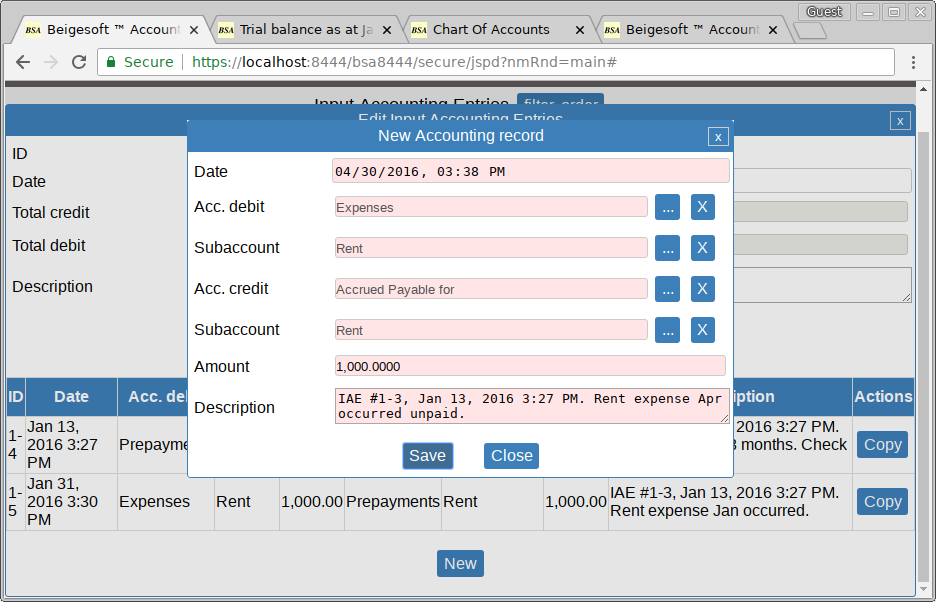 Guest
BSA Beigesoft ™ Account
BSA Trial balance as at Ja
BSA Chart Of Accounts
BSA Beigesoft ™ Account
Secure
https://localhost:8444/bsa8444/secure/jspd?nmRnd=main#
Input Accounting Entries filter-order
Edit Input Accounting Entries
x
New Accounting record
x
ID
Date
Total credit
Total debit
Description
Date 04/30/2016, 03:38 PM
Acc. debit Expenses ... X
Subaccount Rent ... X
Acc. credit Accrued Payable for ... X
Subaccount Rent ... X
Amount 1,000.0000
Description IAE #1-3, Jan 13, 2016 3:27 PM. Rent expense Apr
occurred unpaid.
Save Close
ID Date Acc. de ption Actions
1-4 Jan 13, 2016 3:27 PM Prepayme 2016 3:27 PM. 3 months. Check Copy
1-5 Jan 31, 2016 3:30 PM Expenses Rent 1,000.00 Prepayments Rent 1,000.00 IAE #1-3, Jan 13, 2016 3:27 PM. Rent expense Jan occurred. Copy
New